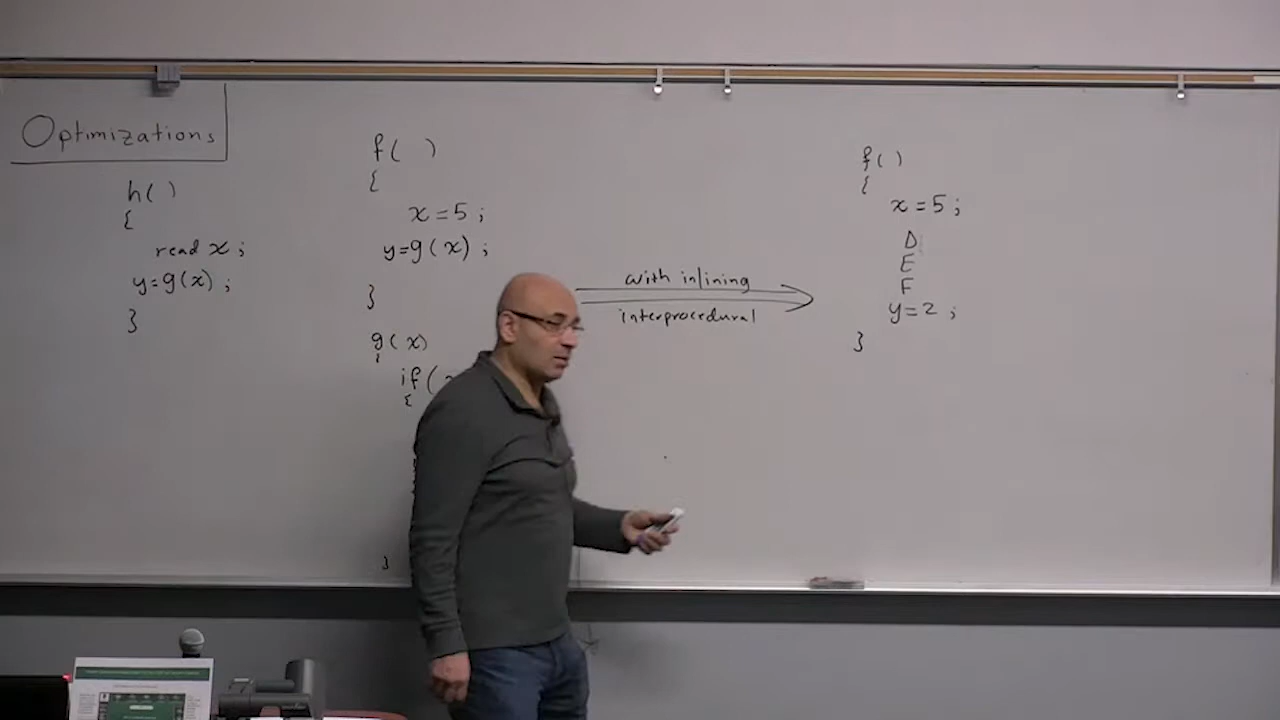 Optimizations
h( )
{
read x ;
y=g(x) ;
}
f( )
{
x = 5 ;
y=g(x) ;
}
g(x)
{
if(
{
}
with inlining
interprocedural
f( )
{
x = 5 ;
D
E
F
y=2 ;
}